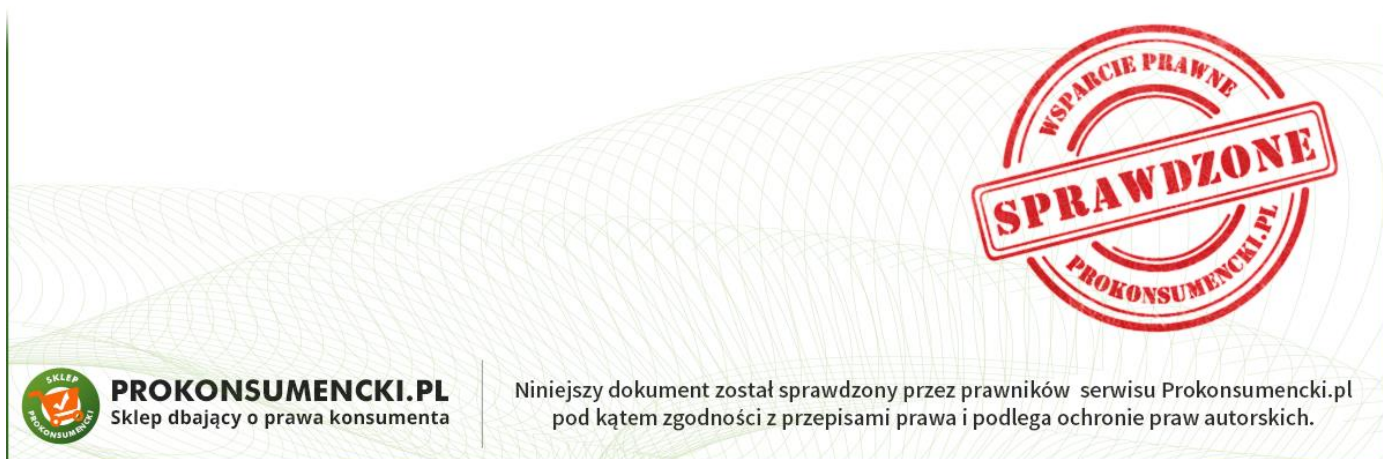 WSPARCIE PRAWNE
SPRAWDZONE
PROKONSUMENCKI.PL
SKLEP
PROKONSUMENCKI
PROKONSUMENCKI.PL
Sklep dbający o prawa konsumenta
Niniejszy dokument został sprawdzony przez prawników serwisu Prokonsumencki.pl
pod kątem zgodności z przepisami prawa i podlega ochronie praw autorskich.